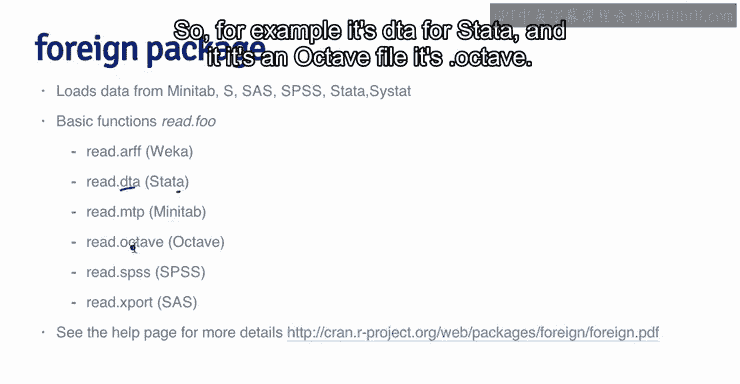 So, for example it's dta for Stata, and
it it's an Octave file it's .octave.
foreign package
· Loads data from Minitab, S, SAS, SPSS, Stata,Systat
· Basic functions read.foo
- read.arff (Weka)
- read.dta (Stata)
- read.mtp (Minitab)
- read.octave (Octave)
- read.spss (SPSS)
- read.xport (SAS)
· See the help page for more details http://cran.r-project.org/web/packages/foreign/foreign.pdf